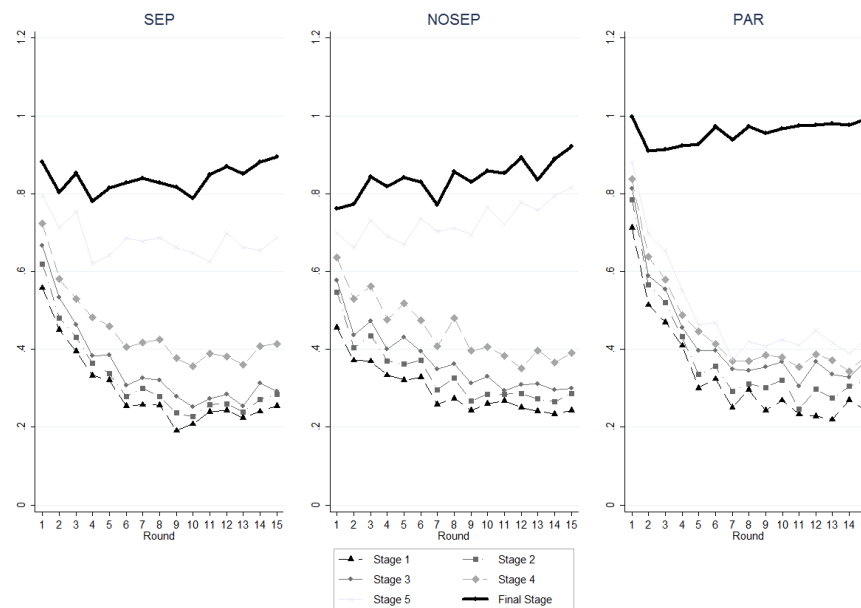 SEP NOSEP PAR
1.2 1.2 1.2
1 1 1
.8 .8 .8
.6 .6 .6
.4 .4 .4
.2 .2 .2
0 0 0
1 2 3 4 5 6 7 8 9 10 11 12 13 14 15 1 2 3 4 5 6 7 8 9 10 11 12 13 14 15 1 2 3 4 5 6 7 8 9 10 11 12 13 14
Round Round Round
Stage 1 Stage 2
Stage 3 Stage 4
Stage 5 Final Stage